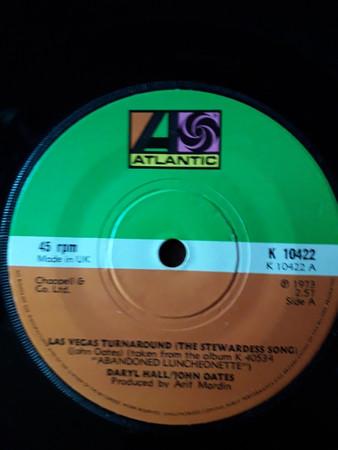 ATLANTIC
45 rpm
Made in UK
K 10422
K 10422 A
Chappell &
Co. Ltd.
℗ 1973
2.51
Side A
LAS VEGAS TURNAROUND (THE STEWARDESS SONG)
(John Oates) (taken from the album K 40534
"ABANDONED LUNCHEONETTE")
DARYL HALL/JOHN OATES
Produced by Arif Mardin